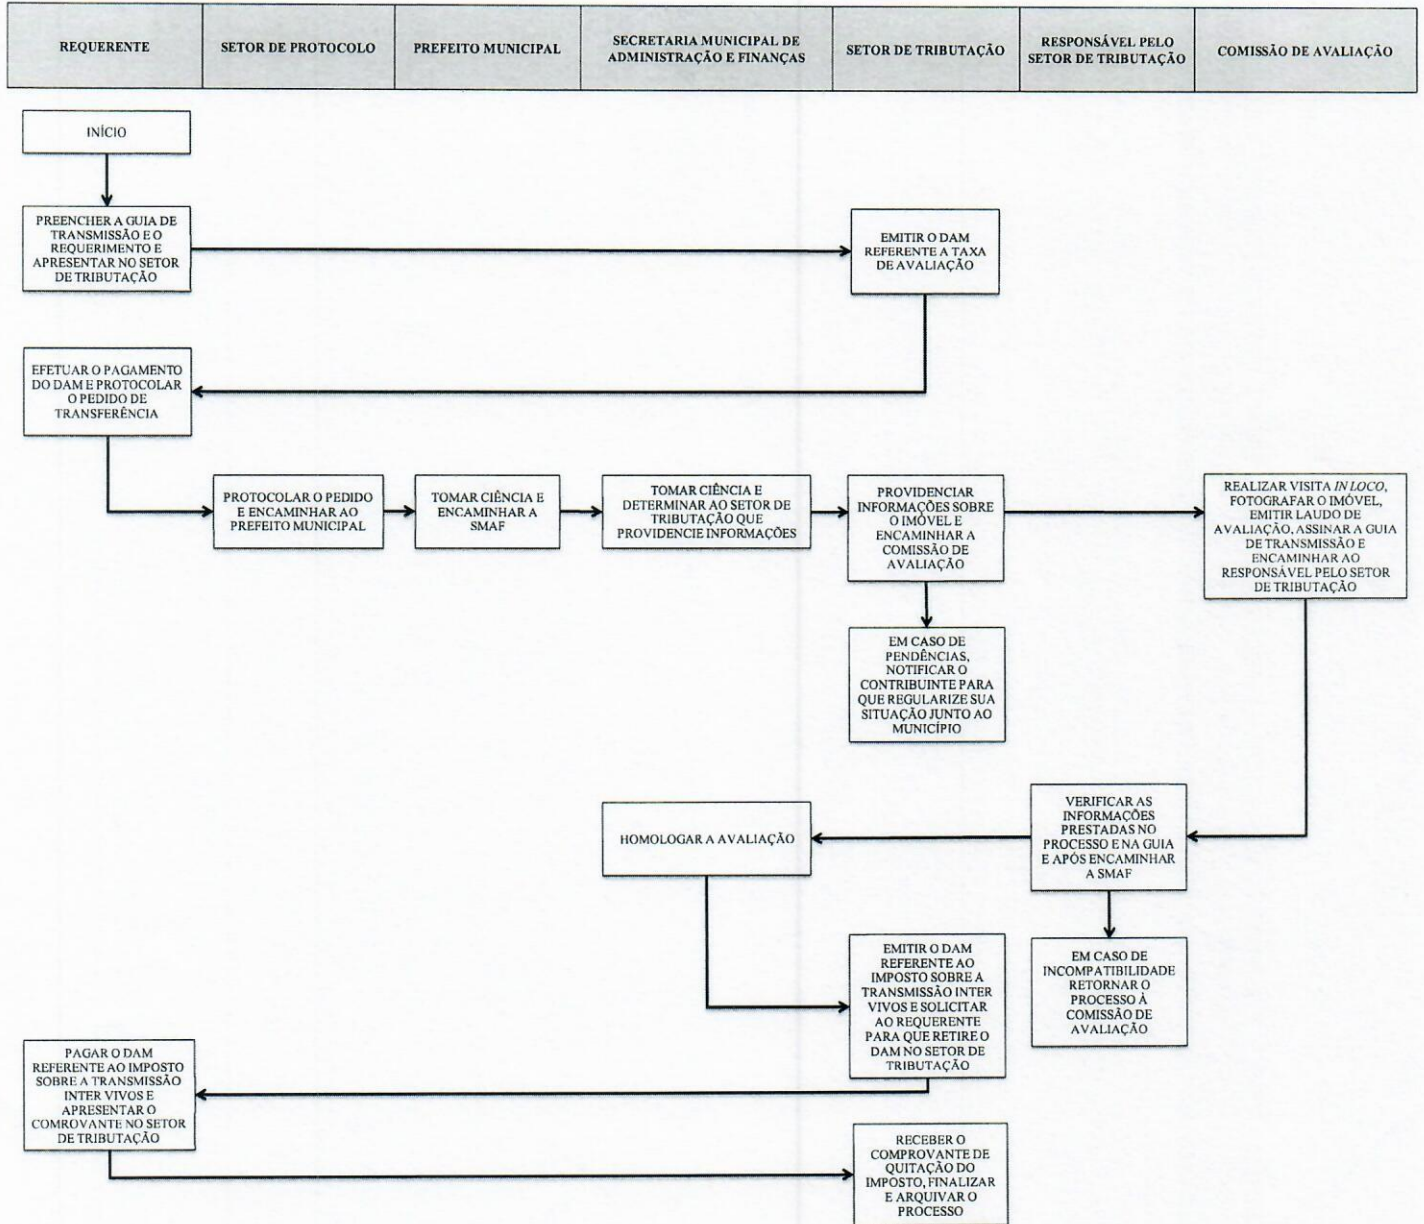 REQUERENTE
SETOR DE PROTOCOLO
PREFEITO MUNICIPAL
SECRETARIA MUNICIPAL DE
ADMINISTRAÇÃO E FINANÇAS
SETOR DE TRIBUTAÇÃO
RESPONSÁVEL PELO
SETOR DE TRIBUTAÇÃO
COMISSÃO DE AVALIAÇÃO
INÍCIO
PREENCHER A GUIA DE
TRANSMISSÃO E O
REQUERIMENTO E
APRESENTAR NO SETOR
DE TRIBUTAÇÃO
EMITIR O DAM
REFERENTE A TAXA
DE AVALIAÇÃO
EFETUAR O PAGAMENTO
DO DAM E PROTOCOLAR
O PEDIDO DE
TRANSFERÊNCIA
PROTOCOLAR O PEDIDO
E ENCAMINHAR AO
PREFEITO MUNICIPAL
TOMAR CIÊNCIA E
ENCAMINHAR A
SMAF
TOMAR CIÊNCIA E
DETERMINAR AO SETOR DE
TRIBUTAÇÃO QUE
PROVIDENCIE INFORMAÇÕES
PROVIDENCIAR
INFORMAÇÕES SOBRE
O IMÓVEL E
ENCAMINHAR A
COMISSÃO DE
AVALIAÇÃO
REALIZAR VISITA IN LOCO,
FOTOGRAFAR O IMÓVEL,
EMITIR LAUDO DE
AVALIAÇÃO, ASSINAR A GUIA
DE TRANSMISSÃO E
ENCAMINHAR AO
RESPONSÁVEL PELO SETOR
DE TRIBUTAÇÃO
EM CASO DE
PENDÊNCIAS,
NOTIFICAR O
CONTRIBUINTE PARA
QUE REGULARIZE SUA
SITUAÇÃO JUNTO AO
MUNICÍPIO
HOMOLOGAR A AVALIAÇÃO
VERIFICAR AS
INFORMAÇÕES
PRESTADAS NO
PROCESSO E NA GUIA
E APÓS ENCAMINHAR
A SMAF
EMITIR O DAM
REFERENTE AO
IMPOSTO SOBRE A
TRANSMISSÃO INTER
VIVOS E SOLICITAR
AO REQUERENTE
PARA QUE RETIRE O
DAM NO SETOR DE
TRIBUTAÇÃO
EM CASO DE
INCOMPATIBILIDADE
RETORNAR O
PROCESSO À
COMISSÃO DE
AVALIAÇÃO
PAGAR O DAM
REFERENTE AO IMPOSTO
SOBRE A TRANSMISSÃO
INTER VIVOS E
APRESENTAR O
COMROVANTE NO SETOR
DE TRIBUTAÇÃO
RECEBER O
COMPROVANTE DE
QUITAÇÃO DO
IMPOSTO, FINALIZAR
E ARQUIVAR O
PROCESSO